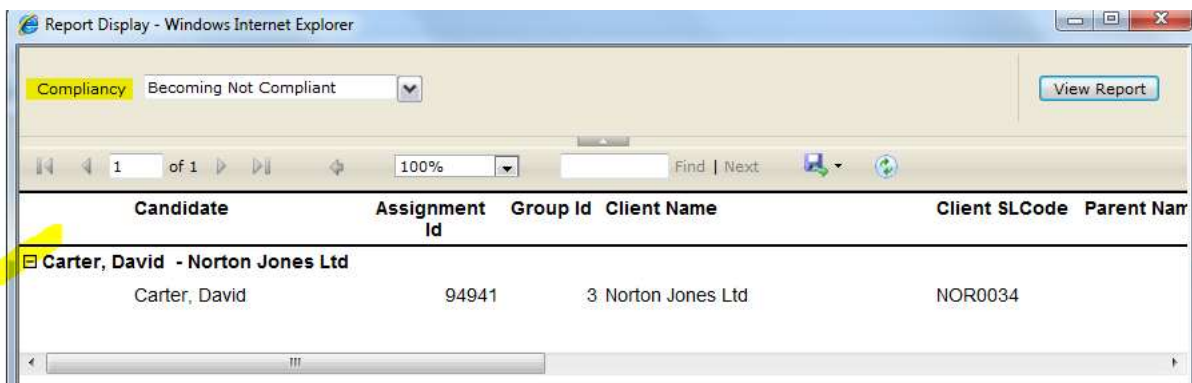 Report Display - Windows Internet Explorer
Compliancy Becoming Not Compliant View Report
1 of 1 100% Find | Next
Candidate Assignment Id Group Id Client Name Client SLCode Parent Nam
Carter, David - Norton Jones Ltd
Carter, David 94941 3 Norton Jones Ltd NOR0034